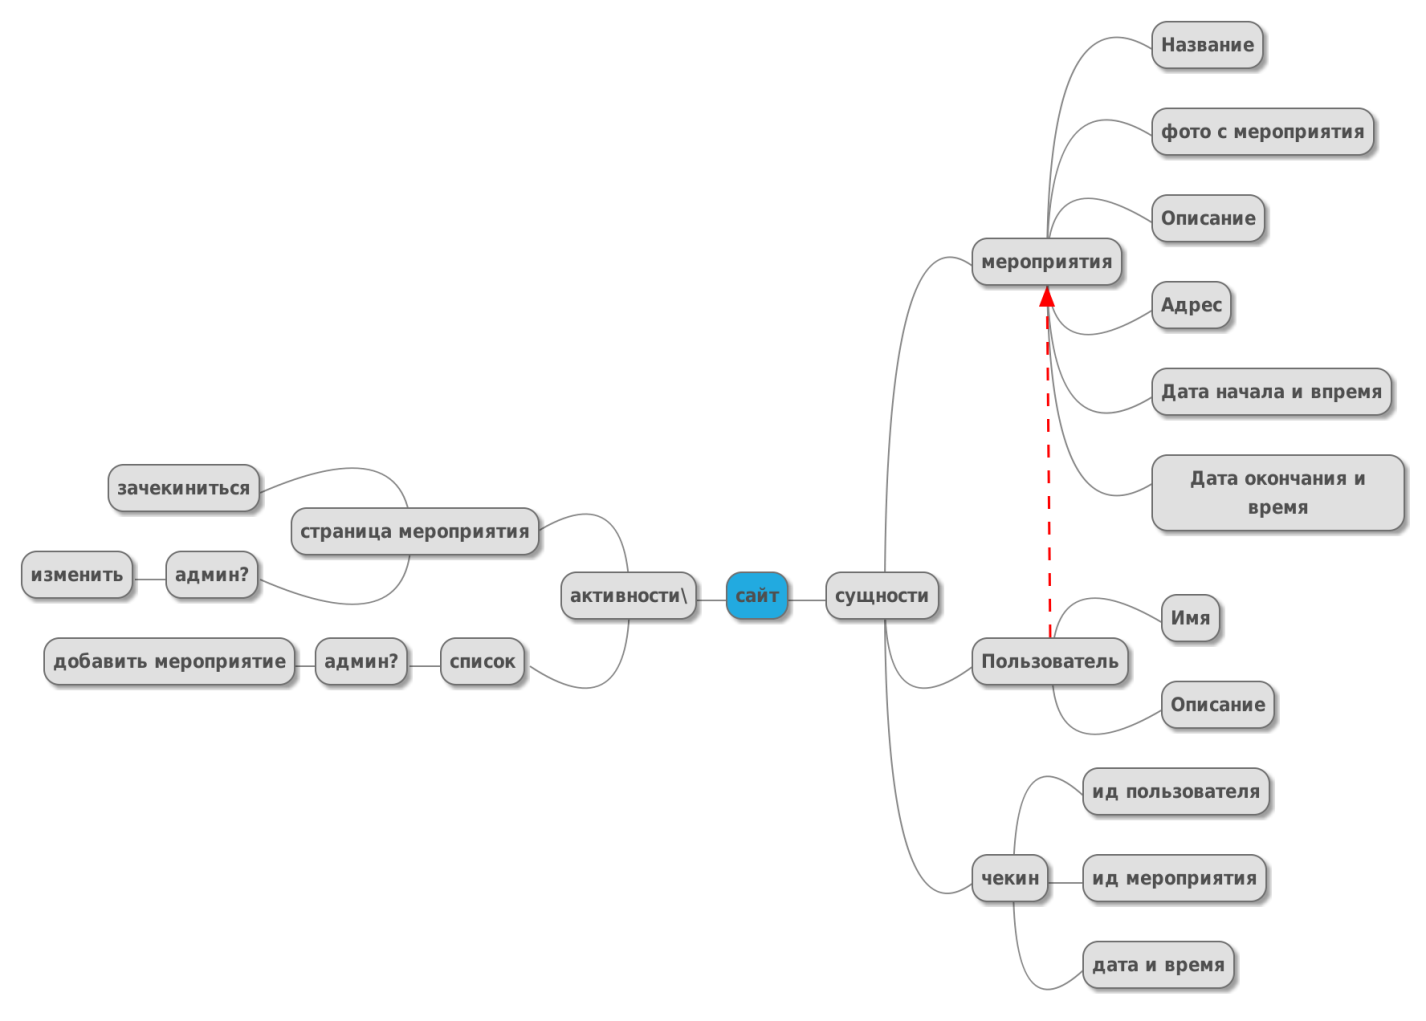 Название
фото с мероприятия
Описание
мероприятия
Адрес
Дата начала и впремя
Дата окончания и
время
зачекиниться
страница мероприятия
изменить
админ?
активности\
сайт
сущности
Имя
добавить мероприятие
админ?
список
Пользователь
Описание
ид пользователя
чекин
ид мероприятия
дата и время